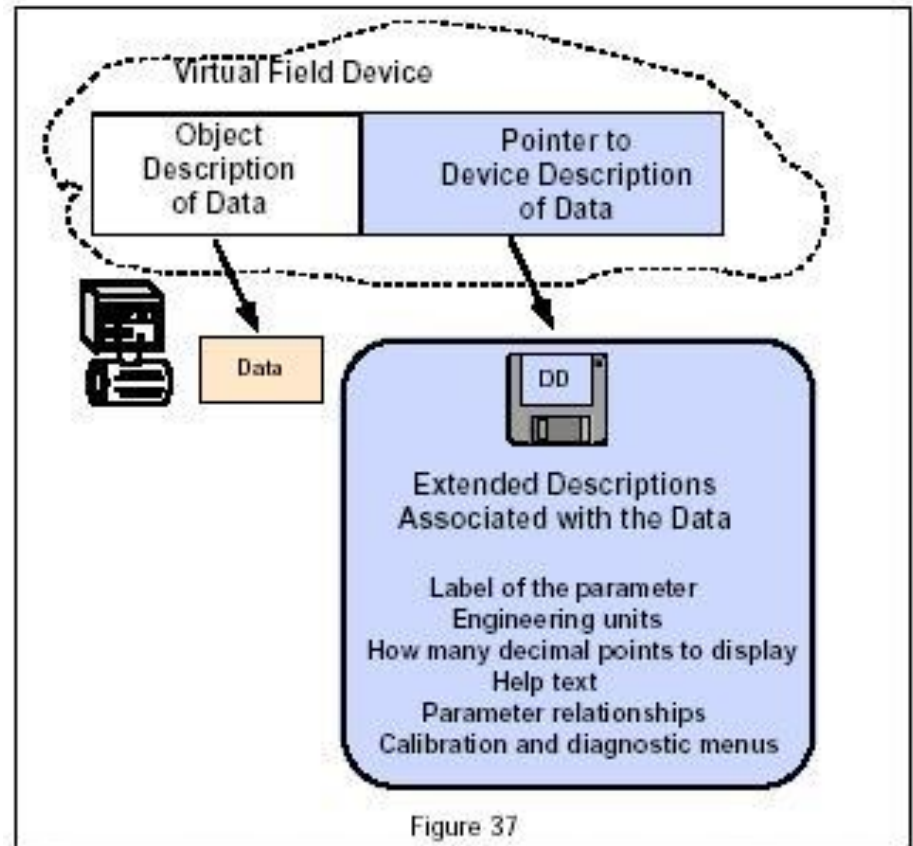 Virtual Field Device
Object
Description
of Data
Pointer to
Device Description
of Data
Data
DD
Extended Descriptions
Associated with the Data
Label of the parameter
Engineering units
How many decimal points to display
Help text
Parameter relationships
Calibration and diagnostic menus
Figure 37